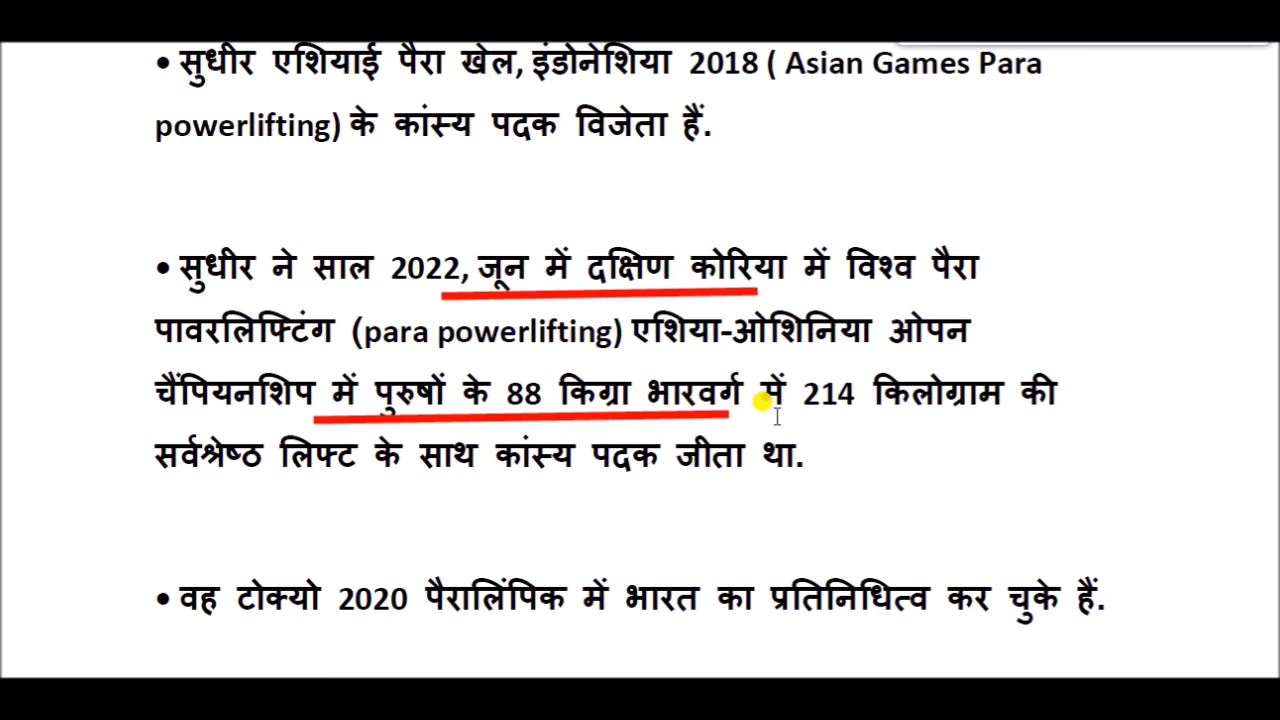 • सुधीर एशियाई पैरा खेल, इंडोनेशिया 2018 ( Asian Games Para
powerlifting) के कांस्य पदक विजेता हैं.
• सुधीर ने साल 2022, जून में दक्षिण कोरिया में विश्व पैरा
पावरलिफ्टिंग (para powerlifting) एशिया-ओशिनिया ओपन
चैंपियनशिप में पुरुषों के 88 किग्रा भारवर्ग में 214 किलोग्राम की
सर्वश्रेष्ठ लिफ्ट के साथ कांस्य पदक जीता था.
• वह टोक्यो 2020 पैरालिंपिक में भारत का प्रतिनिधित्व कर चुके हैं.